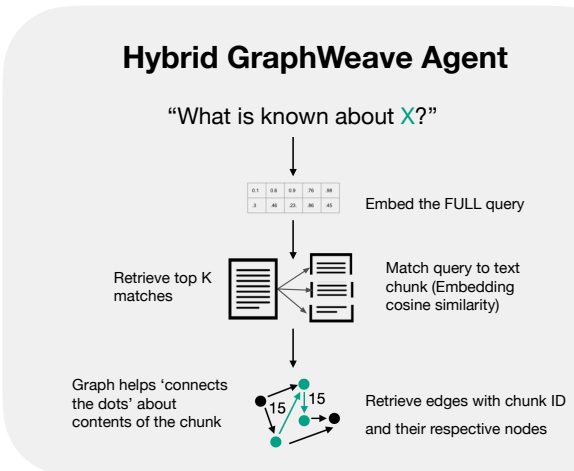 Hybrid GraphWeave Agent
“What is known about X?”
0.1 0.6 0.9 .76 .98
.3 .46 .23. .86 .45
Embed the FULL query
Retrieve top K
matches
Match query to text
chunk (Embedding
cosine similarity)
Graph helps ‘connects
the dots’ about
contents of the chunk
15
15
Retrieve edges with chunk ID
and their respective nodes